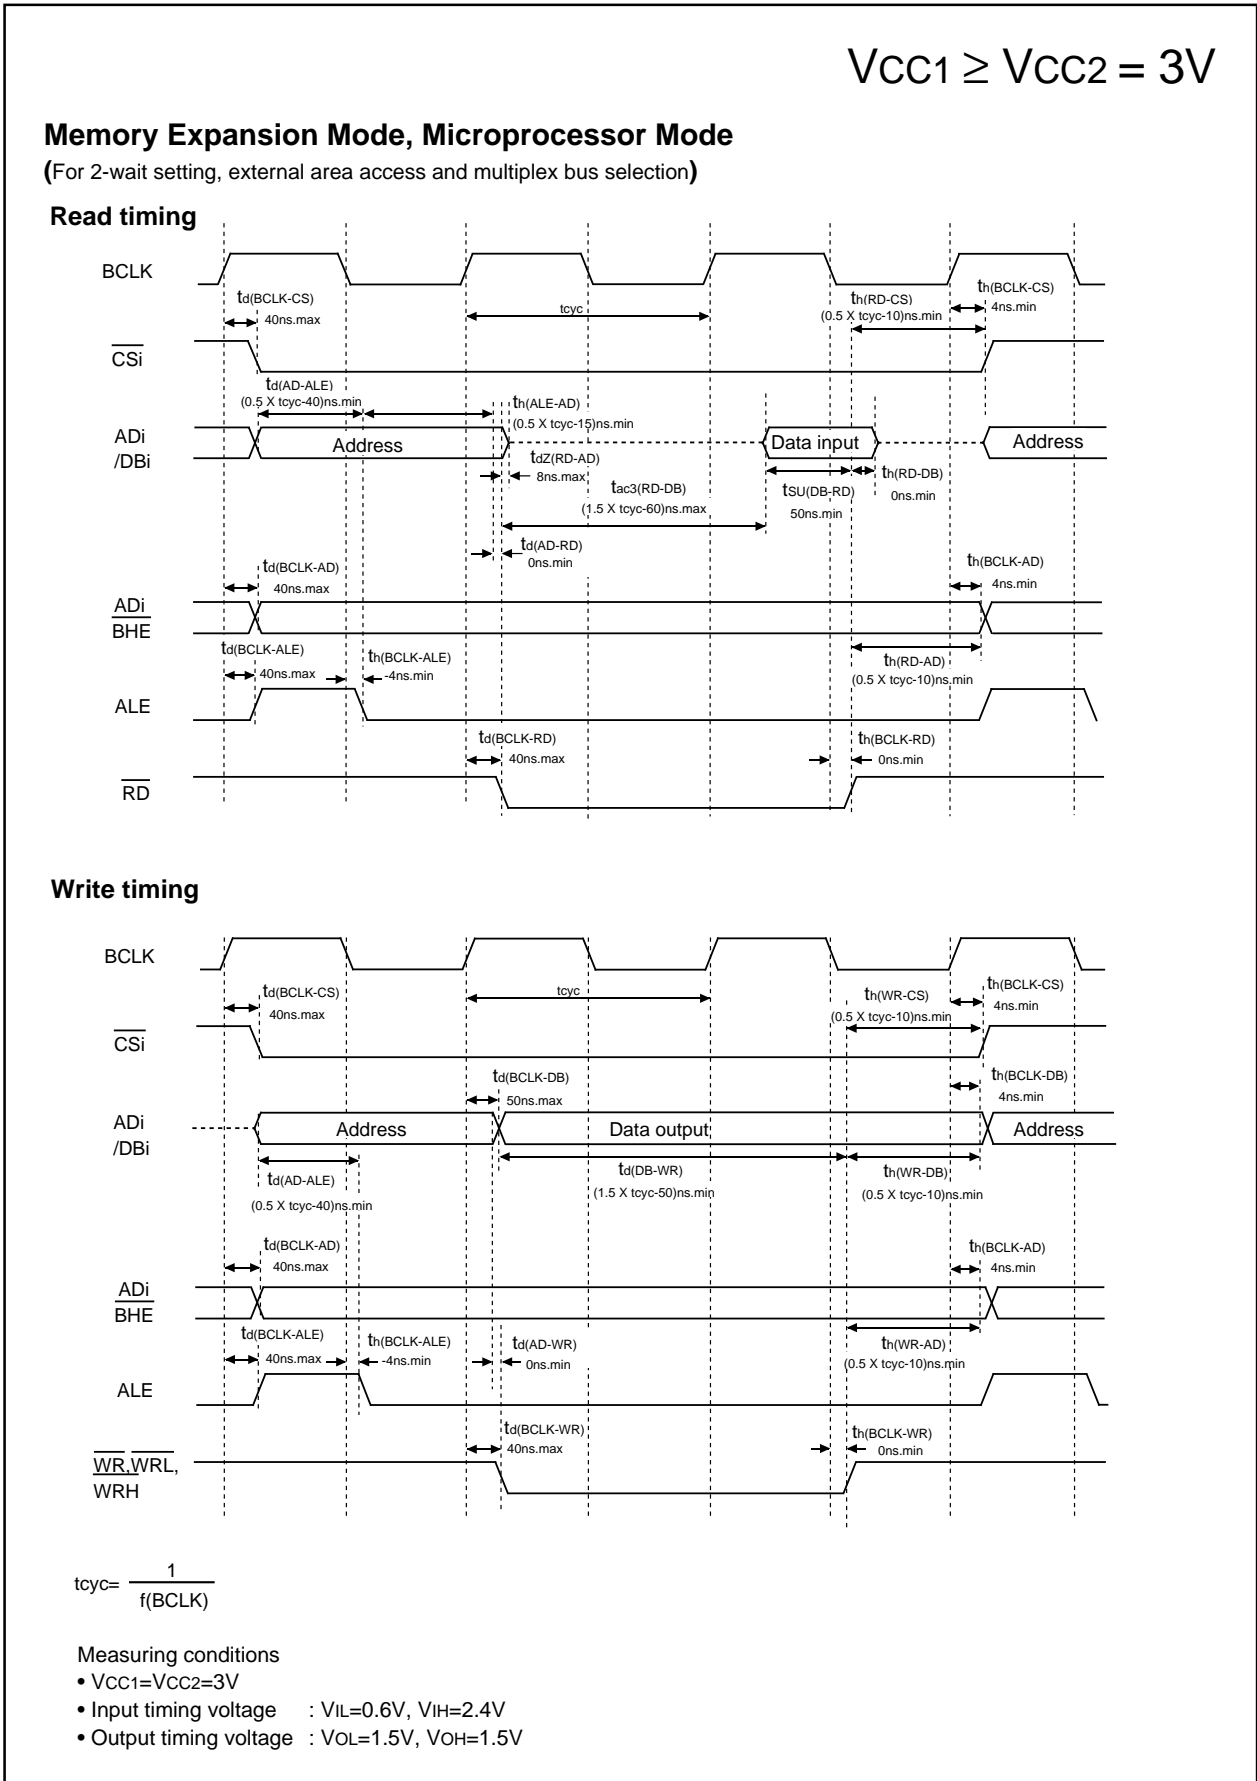 VCC1 ≥ VCC2 = 3V
Memory Expansion Mode, Microprocessor Mode
(For 2-wait setting, external area access and multiplex bus selection)
Read timing
BCLK
td(BCLK-CS)
40ns.max
tcyc
th(RD-CS)
(0.5 X tcyc-10)ns.min
th(BCLK-CS)
4ns.min
CSi
td(AD-ALE)
(0.5 X tcyc-40)ns.min
th(ALE-AD)
(0.5 X tcyc-15)ns.min
ADi
/DBi
Address
Data input
Address
tdZ(RD-AD)
8ns.max
tac3(RD-DB)
(1.5 X tcyc-60)ns.max
tSU(DB-RD)
50ns.min
th(RD-DB)
0ns.min
td(AD-RD)
0ns.min
td(BCLK-AD)
40ns.max
th(BCLK-AD)
4ns.min
ADi
BHE
td(BCLK-ALE)
40ns.max
th(BCLK-ALE)
-4ns.min
th(RD-AD)
(0.5 X tcyc-10)ns.min
ALE
td(BCLK-RD)
40ns.max
th(BCLK-RD)
0ns.min
RD
Write timing
BCLK
td(BCLK-CS)
40ns.max
tcyc
th(WR-CS)
(0.5 X tcyc-10)ns.min
th(BCLK-CS)
4ns.min
CSi
td(BCLK-DB)
50ns.max
th(BCLK-DB)
4ns.min
ADi
/DBi
Address
Data output
Address
td(AD-ALE)
(0.5 X tcyc-40)ns.min
td(DB-WR)
(1.5 X tcyc-50)ns.min
th(WR-DB)
(0.5 X tcyc-10)ns.min
td(BCLK-AD)
40ns.max
th(BCLK-AD)
4ns.min
ADi
BHE
td(BCLK-ALE)
40ns.max
th(BCLK-ALE)
-4ns.min
td(AD-WR)
0ns.min
th(WR-AD)
(0.5 X tcyc-10)ns.min
ALE
td(BCLK-WR)
40ns.max
th(BCLK-WR)
0ns.min
WR,WRL,
WRH
tcyc= 1
f(BCLK)
Measuring conditions
• VCC1=VCC2=3V
• Input timing voltage : VIL=0.6V, VIH=2.4V
• Output timing voltage : VOL=1.5V, VOH=1.5V